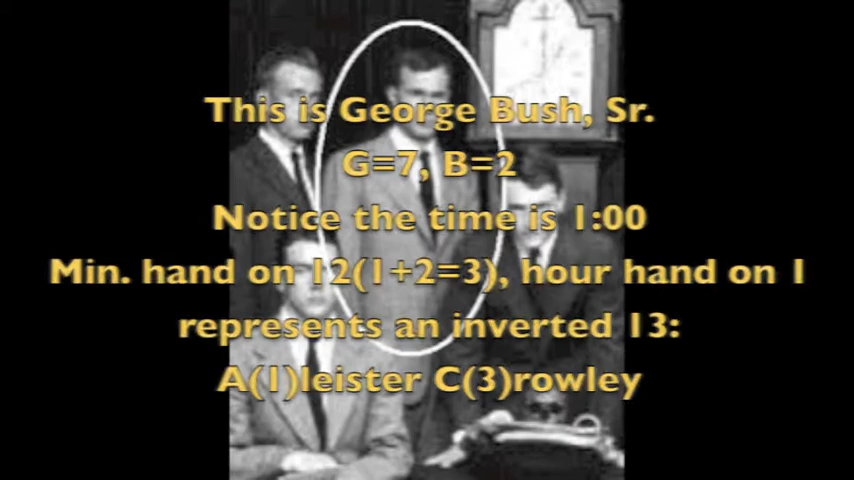 This is George Bush, Sr.
G=7, B=2
Notice the time is 1:00
Min. hand on 12(1+2=3), hour hand on 1
represents an inverted 13:
A(1)leister C(3)rowley